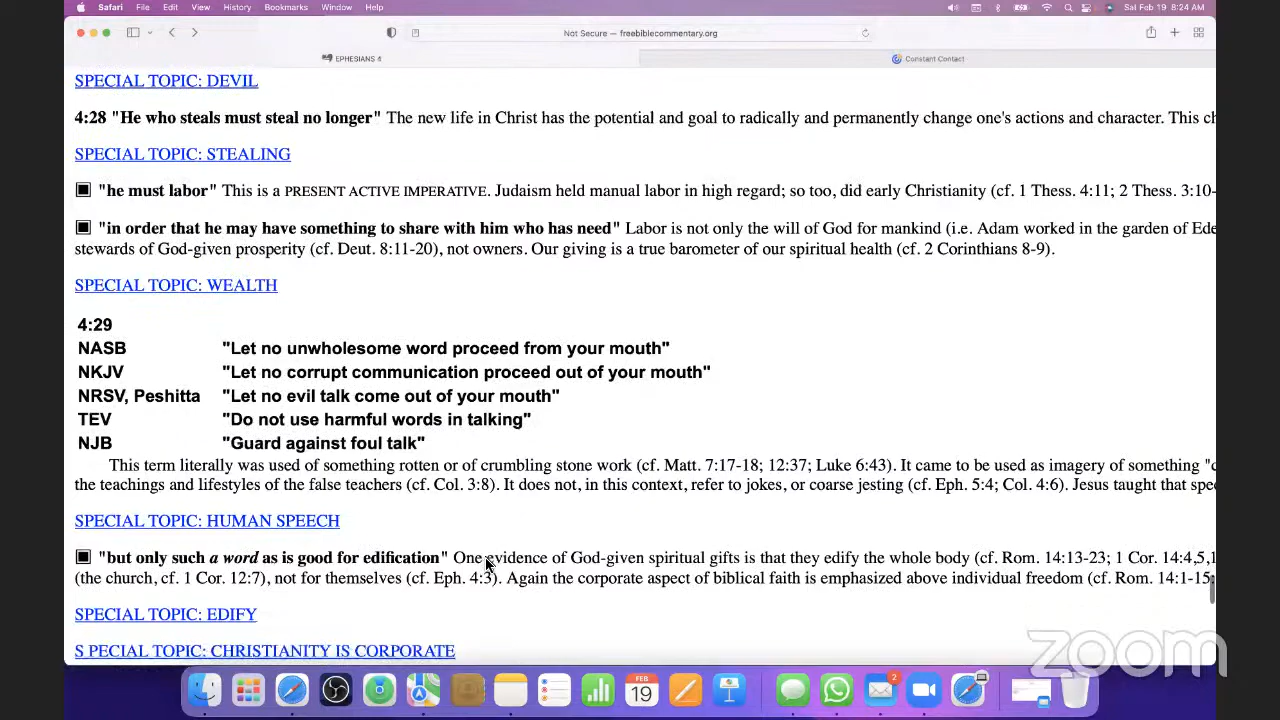 Safari File Edit View History Bookmarks Window Help Sat Feb 19 8:24 AM
Not Secure — freebiblecommentary.org
EPHESIANS 4 Constant Contact
SPECIAL TOPIC: DEVIL
4:28 "He who steals must steal no longer" The new life in Christ has the potential and goal to radically and permanently change one's actions and character. This ch
SPECIAL TOPIC: STEALING
"he must labor" This is a PRESENT ACTIVE IMPERATIVE. Judaism held manual labor in high regard; so too, did early Christianity (cf. 1 Thess. 4:11; 2 Thess. 3:10-
"in order that he may have something to share with him who has need" Labor is not only the will of God for mankind (i.e. Adam worked in the garden of Ede
stewards of God-given prosperity (cf. Deut. 8:11-20), not owners. Our giving is a true barometer of our spiritual health (cf. 2 Corinthians 8-9).
SPECIAL TOPIC: WEALTH
4:29
NASB "Let no unwholesome word proceed from your mouth"
NKJV "Let no corrupt communication proceed out of your mouth"
NRSV, Peshitta "Let no evil talk come out of your mouth"
TEV "Do not use harmful words in talking"
NJB "Guard against foul talk"
This term literally was used of something rotten or of crumbling stone work (cf. Matt. 7:17-18; 12:37; Luke 6:43). It came to be used as imagery of something "c
the teachings and lifestyles of the false teachers (cf. Col. 3:8). It does not, in this context, refer to jokes, or coarse jesting (cf. Eph. 5:4; Col. 4:6). Jesus taught that spe
SPECIAL TOPIC: HUMAN SPEECH
"but only such a word as is good for edification" One evidence of God-given spiritual gifts is that they edify the whole body (cf. Rom. 14:13-23; 1 Cor. 14:4,5,1
(the church, cf. 1 Cor. 12:7), not for themselves (cf. Eph. 4:3). Again the corporate aspect of biblical faith is emphasized above individual freedom (cf. Rom. 14:1-15;
SPECIAL TOPIC: EDIFY
S PECIAL TOPIC: CHRISTIANITY IS CORPORATE
zoom
FEB
19
2